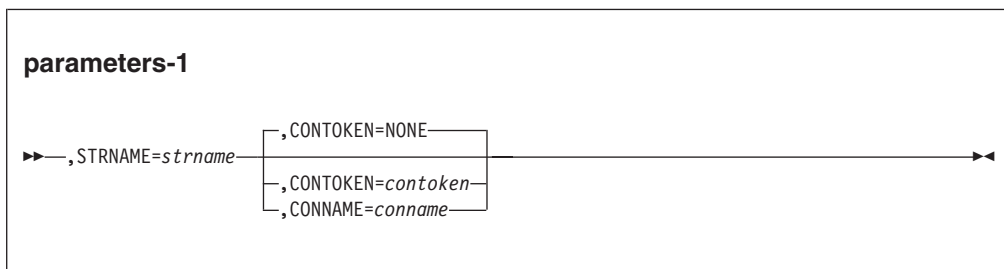 parameters-1
,CONTOKEN=NONE
,STRNAME=strname
,CONTOKEN=contoken
,CONNAME=conname